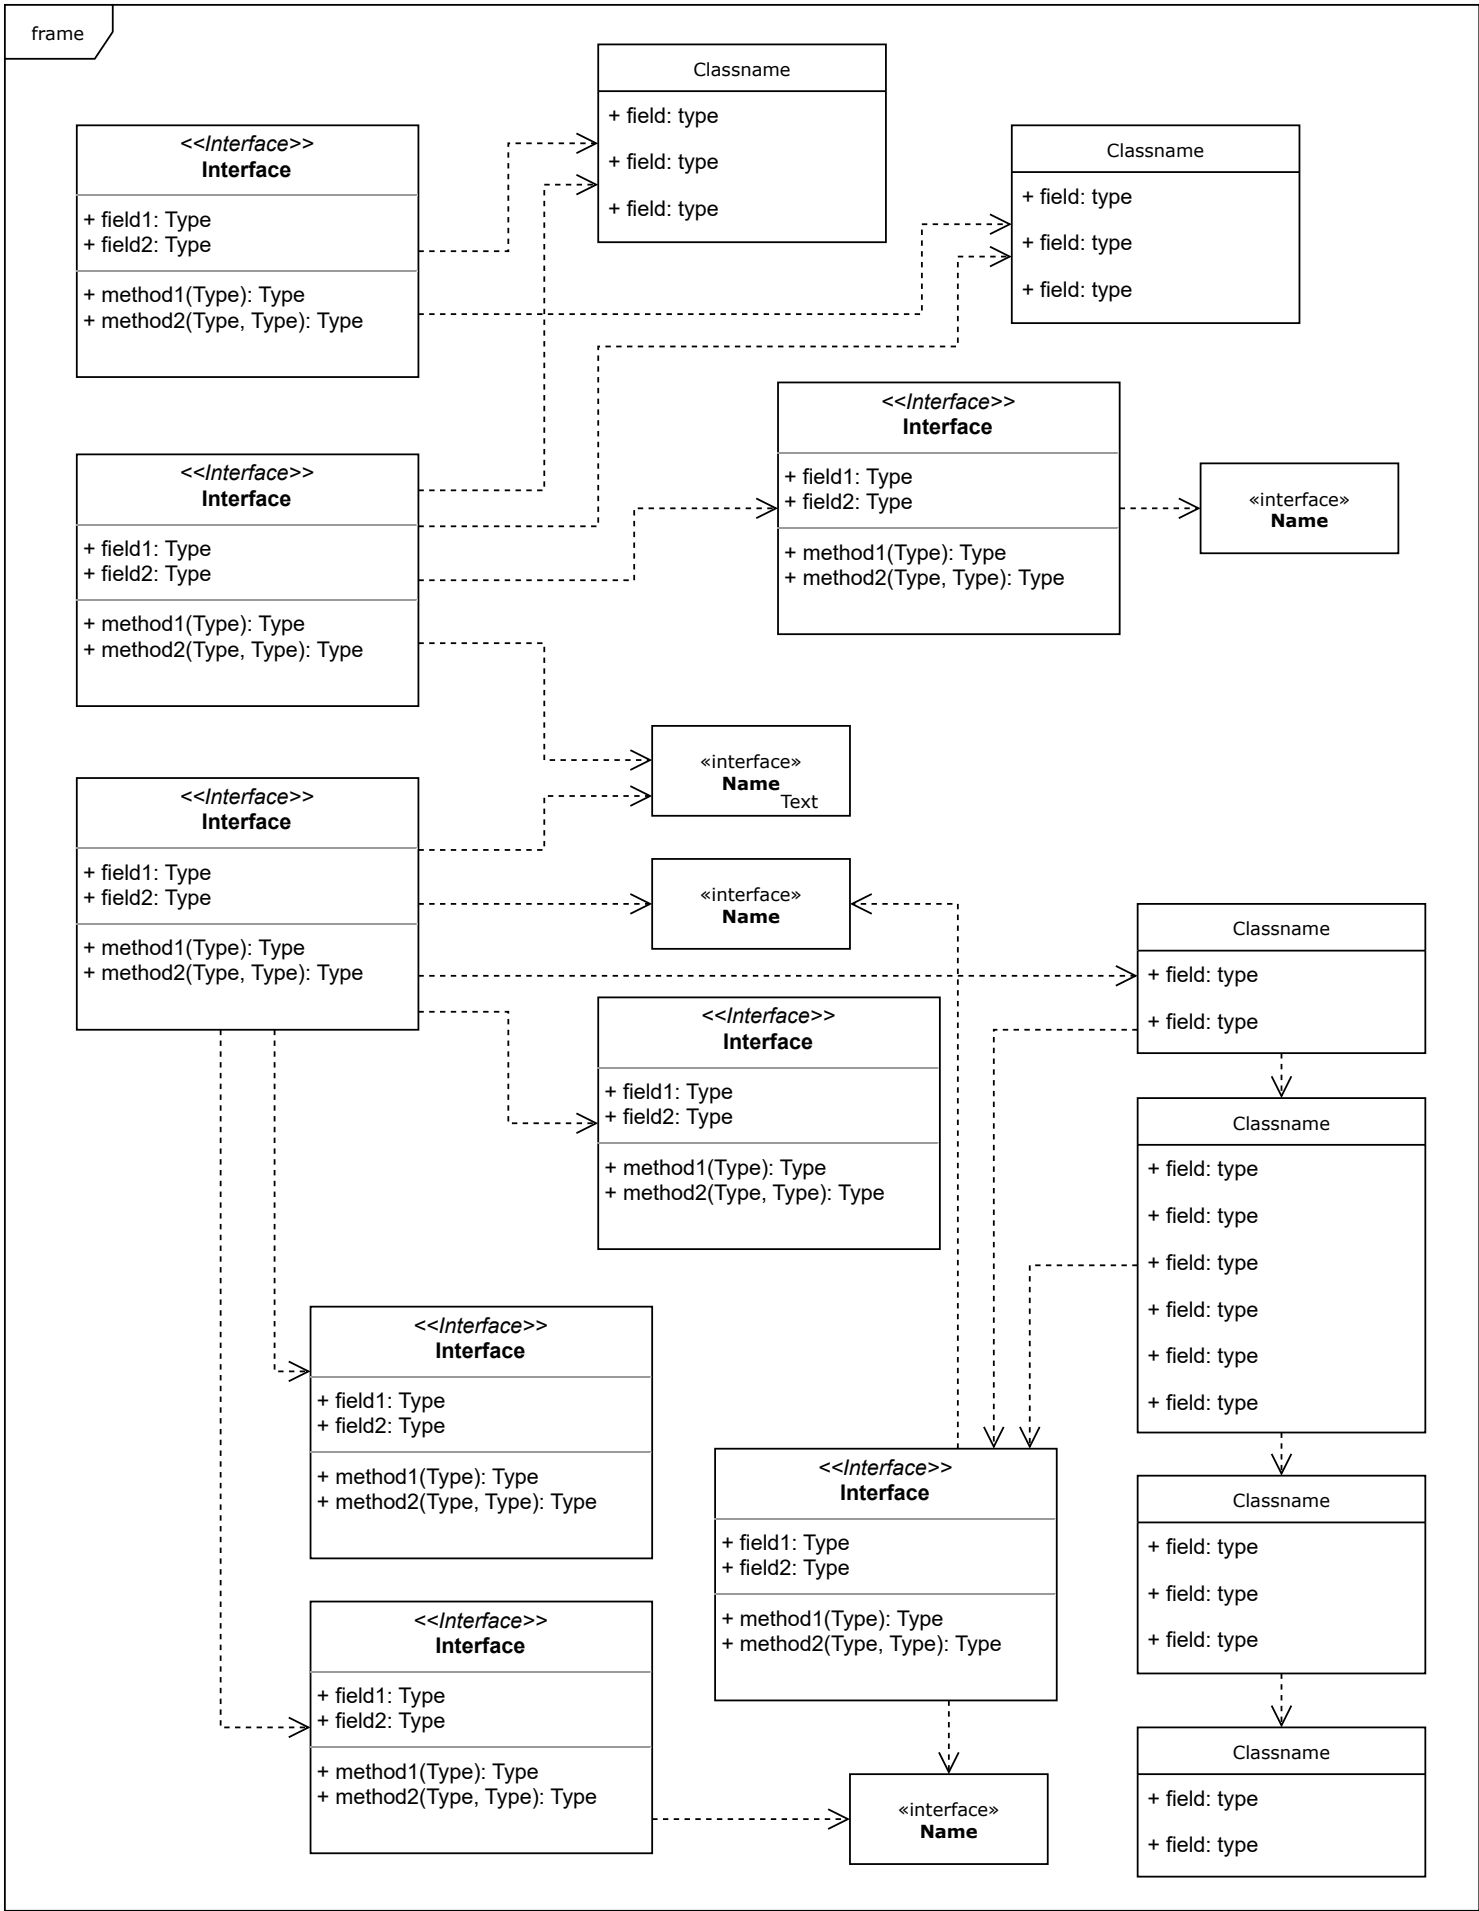 frame
Classname
+ field: type
+ field: type
+ field: type
<<Interface>>
Interface
+ field1: Type
+ field2: Type
+ method1(Type): Type
+ method2(Type, Type): Type
Classname
+ field: type
+ field: type
+ field: type
<<Interface>>
Interface
+ field1: Type
+ field2: Type
+ method1(Type): Type
+ method2(Type, Type): Type
<<Interface>>
Interface
+ field1: Type
+ field2: Type
+ method1(Type): Type
+ method2(Type, Type): Type
«interface»
Name
«interface»
Name
Text
<<Interface>>
Interface
+ field1: Type
+ field2: Type
+ method1(Type): Type
+ method2(Type, Type): Type
«interface»
Name
Classname
+ field: type
+ field: type
<<Interface>>
Interface
+ field1: Type
+ field2: Type
+ method1(Type): Type
+ method2(Type, Type): Type
Classname
+ field: type
+ field: type
+ field: type
+ field: type
+ field: type
+ field: type
<<Interface>>
Interface
+ field1: Type
+ field2: Type
+ method1(Type): Type
+ method2(Type, Type): Type
<<Interface>>
Interface
+ field1: Type
+ field2: Type
+ method1(Type): Type
+ method2(Type, Type): Type
Classname
+ field: type
+ field: type
+ field: type
<<Interface>>
Interface
+ field1: Type
+ field2: Type
+ method1(Type): Type
+ method2(Type, Type): Type
«interface»
Name
Classname
+ field: type
+ field: type